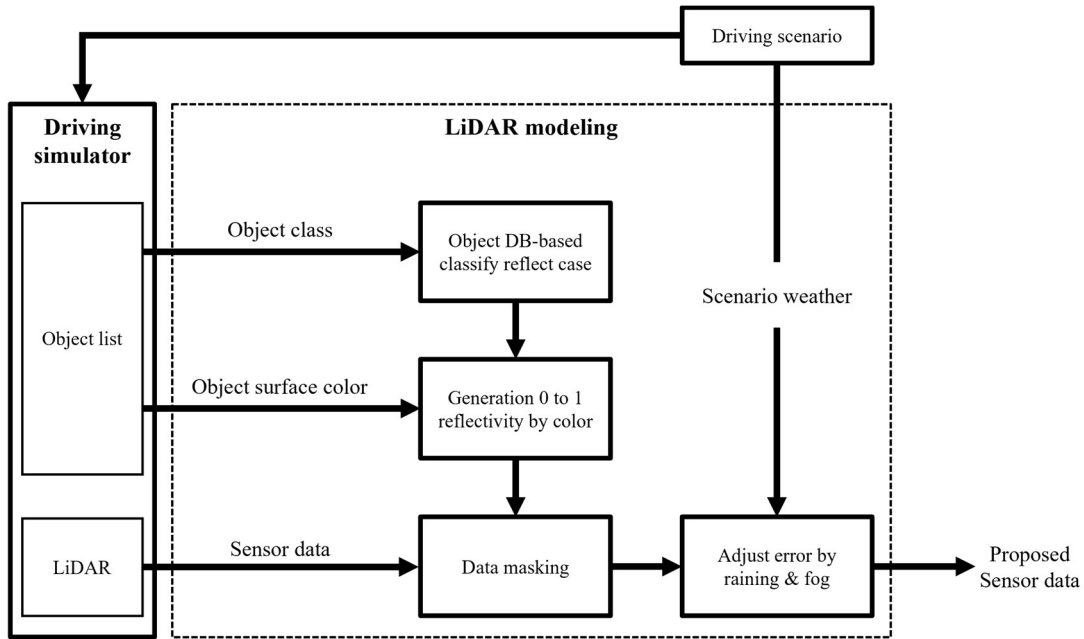 Driving scenario
Driving
simulator
LiDAR modeling
Object class
Object DB-based
classify reflect case
Scenario weather
Object list
Object surface color
Generation 0 to 1
reflectivity by color
Sensor data
LiDAR
Data masking
Adjust error by
raining & fog
Proposed
Sensor data